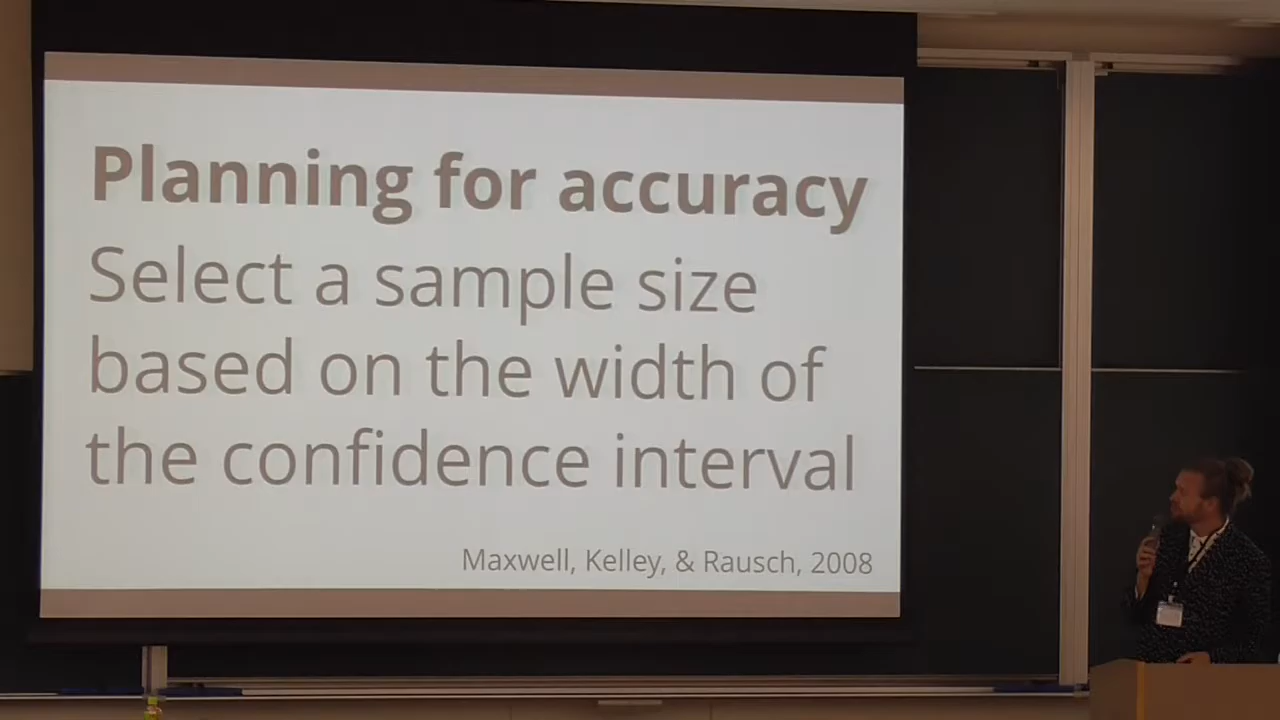 Planning for accuracy
Select a sample size
based on the width of
the confidence interval
Maxwell, Kelley, & Rausch, 2008